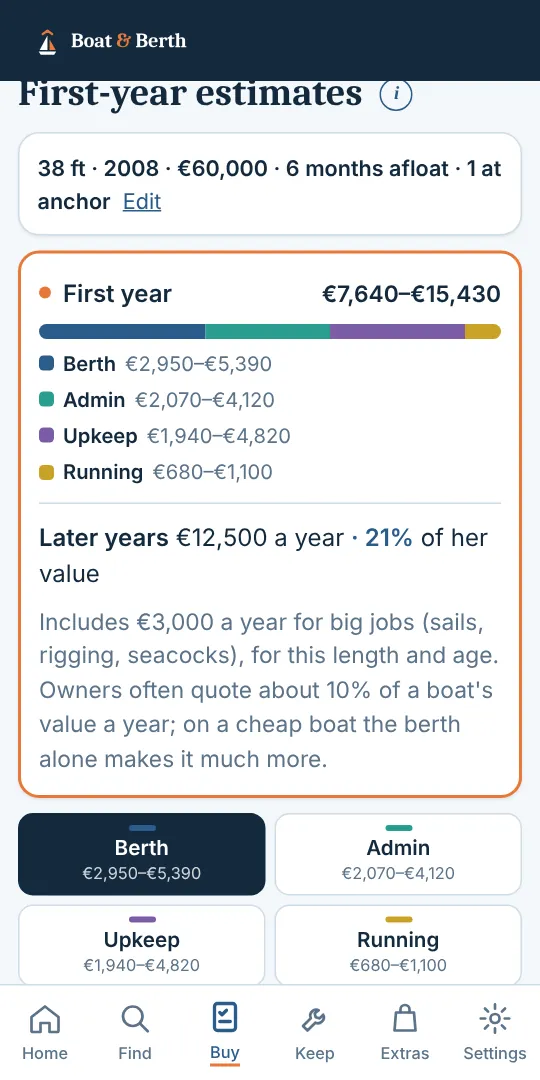 Boat & Berth
First-year estimates i
38 ft · 2008 · €60,000 · 6 months afloat · 1 at
anchor Edit
First year €7,640–€15,430
Berth €2,950–€5,390
Admin €2,070–€4,120
Upkeep €1,940–€4,820
Running €680–€1,100
Later years €12,500 a year · 21% of her
value
Includes €3,000 a year for big jobs (sails,
rigging, seacocks), for this length and age.
Owners often quote about 10% of a boat's
value a year; on a cheap boat the berth
alone makes it much more.
Berth Admin
€2,950–€5,390 €2,070–€4,120
Upkeep Running
€1,940–€4,820 €680–€1,100
Home Find Buy Keep Extras Settings